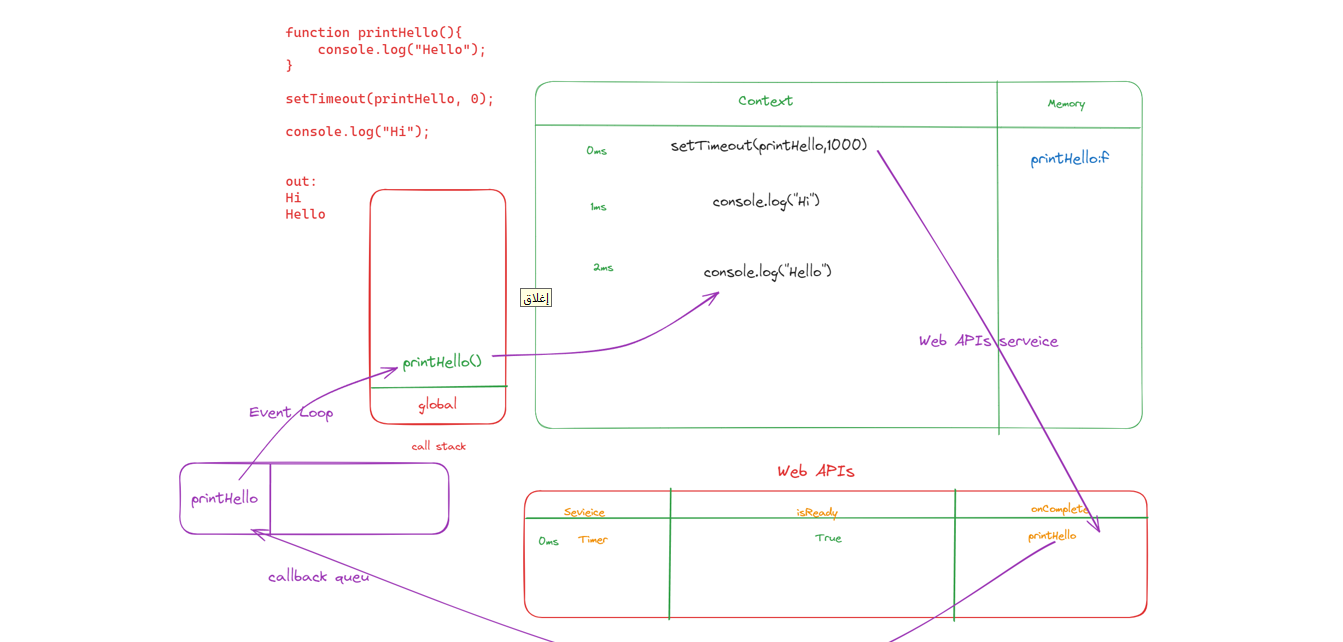 function printHello(){
    console.log("Hello");
}
setTimeout(printHello, 0);
console.log("Hi");
out:
Hi
Hello
Context
Memory
0ms
setTimeout(printHello,1000)
printHello:f
1ms
console.log("Hi")
2ms
console.log("Hello")
إغلاق
Web APIs serveice
printHello()
global
call stack
Event Loop
printHello
callback queu
Web APIs
Sevieice
isReady
onComplete
0ms
Timer
True
printHello